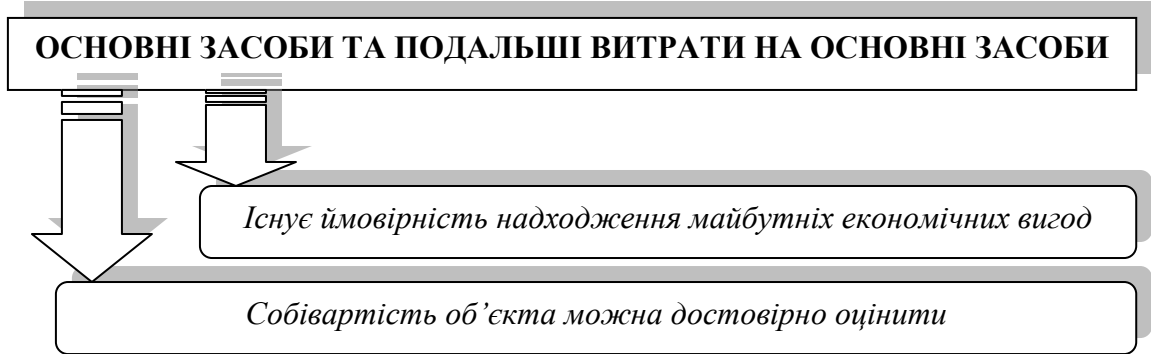 ОСНОВНІ ЗАСОБИ ТА ПОДАЛЬШІ ВИТРАТИ НА ОСНОВНІ ЗАСОБИ
Існує ймовірність надходження майбутніх економічних вигод
Собівартість об’єкта можна достовірно оцінити